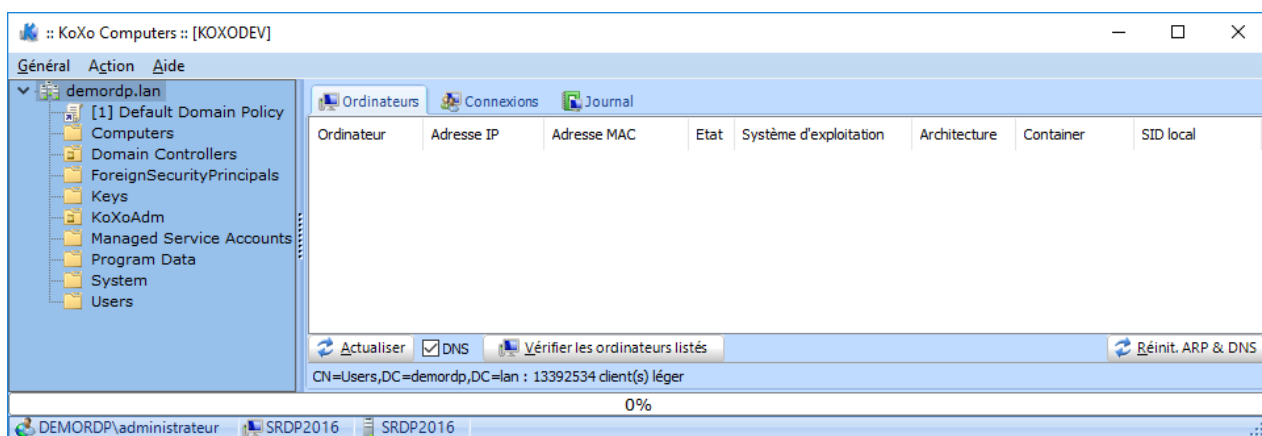 :: KoXo Computers :: [KOXODEV]
Général Action Aide
demordp.lan
[1] Default Domain Policy
Computers
Domain Controllers
ForeignSecurityPrincipals
Keys
KoXoAdm
Managed Service Accounts
Program Data
System
Users
Ordinateurs Connexions Journal
Ordinateur Adresse IP Adresse MAC Etat Système d'exploitation Architecture Container SID local
Actualiser DNS Vérifier les ordinateurs listés Réinit. ARP & DNS
CN=Users,DC=demordp,DC=lan : 13392534 client(s) léger
0%
DEMORDP\administrateur SRDP2016 SRDP2016